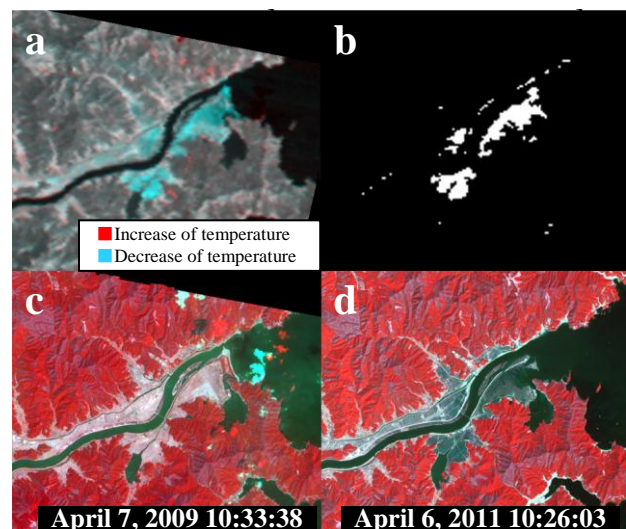 a
b
Increase of temperature
Decrease of temperature
c
d
April 7, 2009 10:33:38
April 6, 2011 10:26:03